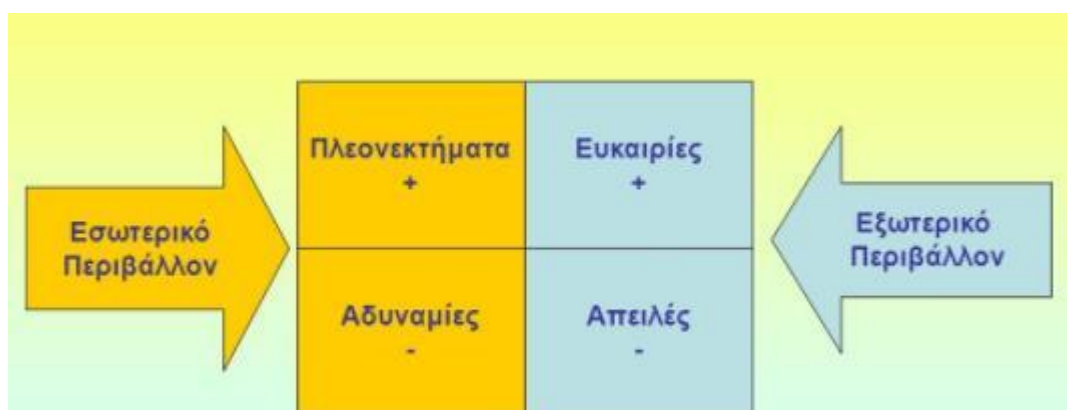 Πλεονεκτήματα
+
Ευκαιρίες
+
Εσωτερικό
Περιβάλλον
Εξωτερικό
Περιβάλλον
Αδυναμίες
-
Απειλές
-